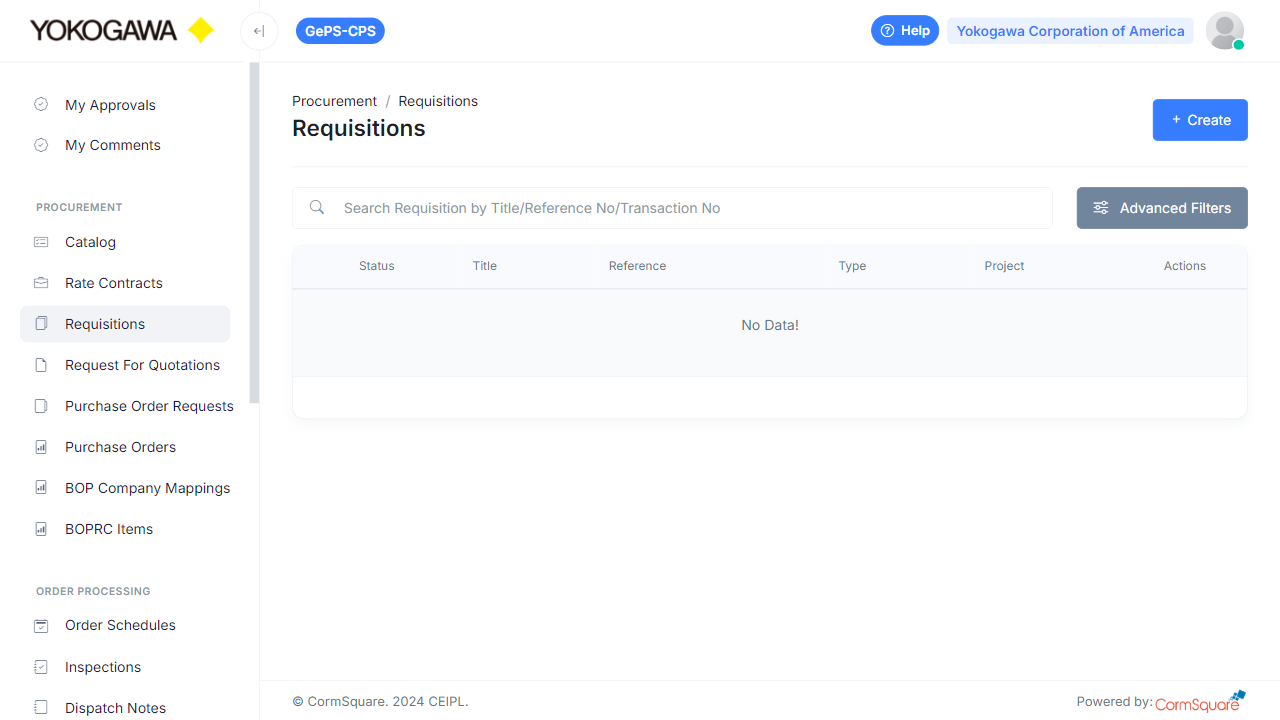 YOKOGAWA
GePS-CPS
Help
Yokogawa Corporation of America
My Approvals
My Comments
PROCUREMENT
Catalog
Rate Contracts
Requisitions
Request For Quotations
Purchase Order Requests
Purchase Orders
BOP Company Mappings
BOPRC Items
ORDER PROCESSING
Order Schedules
Inspections
Dispatch Notes
Procurement / Requisitions
Requisitions
+ Create
Search Requisition by Title/Reference No/Transaction No
Advanced Filters
Status Title Reference Type Project Actions
No Data!
© CormSquare. 2024 CEIPL.
Powered by: CormSquare